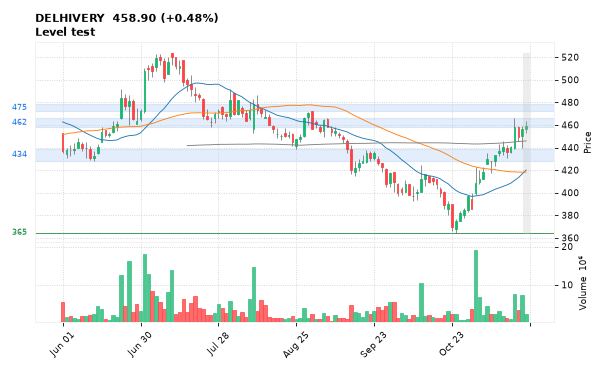 DELHIVERY 458.90 (+0.48%)
Level test
520
500
480
475
462
460
440
434
420
400
380
365
360
Price
20
10
Volume 10⁶
Jun 01
Jun 30
Jul 28
Aug 25
Sep 23
Oct 23